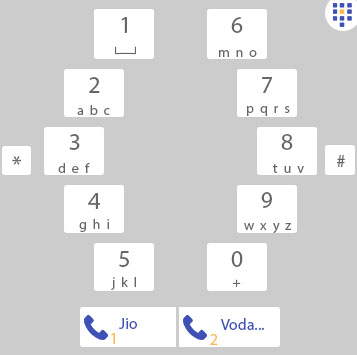 1
6
m n o
2
a b c
7
p q r s
3
d e f
8
t u v
*
#
4
g h i
9
w x y z
5
j k l
0
+
Jio
1
Voda...
2